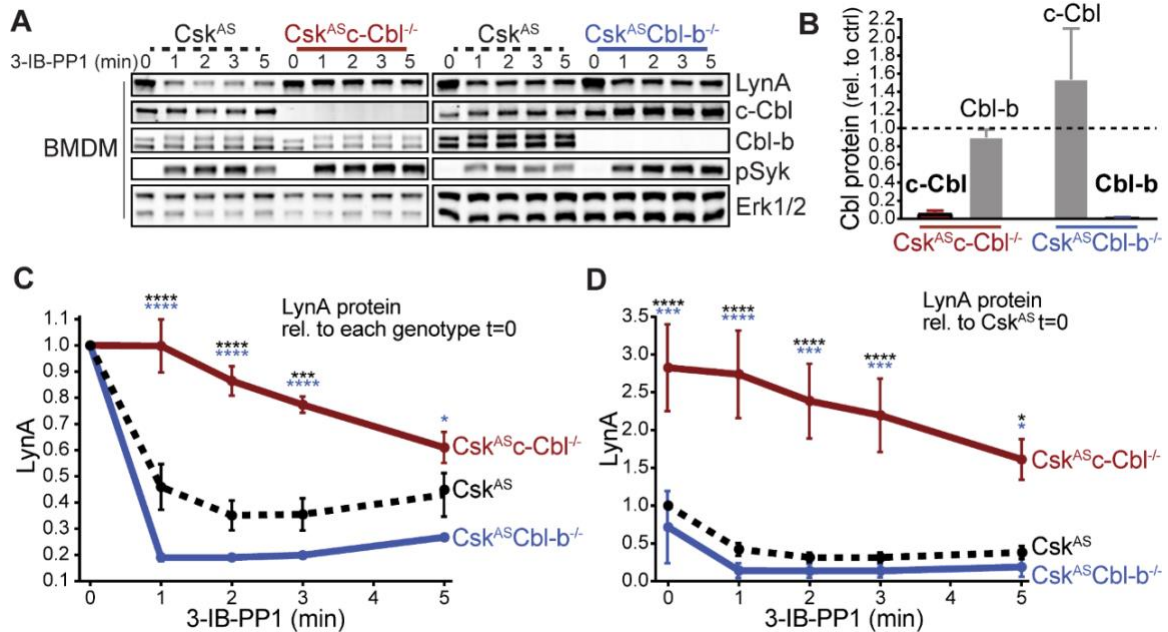 A
Csk^AS Csk^AS c-Cbl^-/- Csk^AS Csk^AS Cbl-b^-/-
3-IB-PP1 (min) 0 1 2 3 5 0 1 2 3 5 0 1 2 3 5 0 1 2 3 5
BMDM
LynA
c-Cbl
Cbl-b
pSyk
Erk1/2
B
Cbl protein (rel. to ctrl)
2.2
2.0
1.8
1.6
1.4
1.2
1.0
0.8
0.6
0.4
0.2
0.0
c-Cbl
Cbl-b
c-Cbl
Cbl-b
Csk^AS c-Cbl^-/- Csk^AS Cbl-b^-/-
C
LynA protein
rel. to each genotype t=0
LynA
1.1
1.0
0.9
0.8
0.7
0.6
0.5
0.4
0.3
0.2
0.1
****
****
****
****
***
****
*
Csk^AS c-Cbl^-/-
Csk^AS
Csk^AS Cbl-b^-/-
0 1 2 3 4 5
3-IB-PP1 (min)
D
LynA protein
rel. to Csk^AS t=0
LynA
3.5
3.0
2.5
2.0
1.5
1.0
0.5
0.0
****
***
****
****
****
***
****
***
*
*
Csk^AS c-Cbl^-/-
Csk^AS
Csk^AS Cbl-b^-/-
0 1 2 3 4 5
3-IB-PP1 (min)